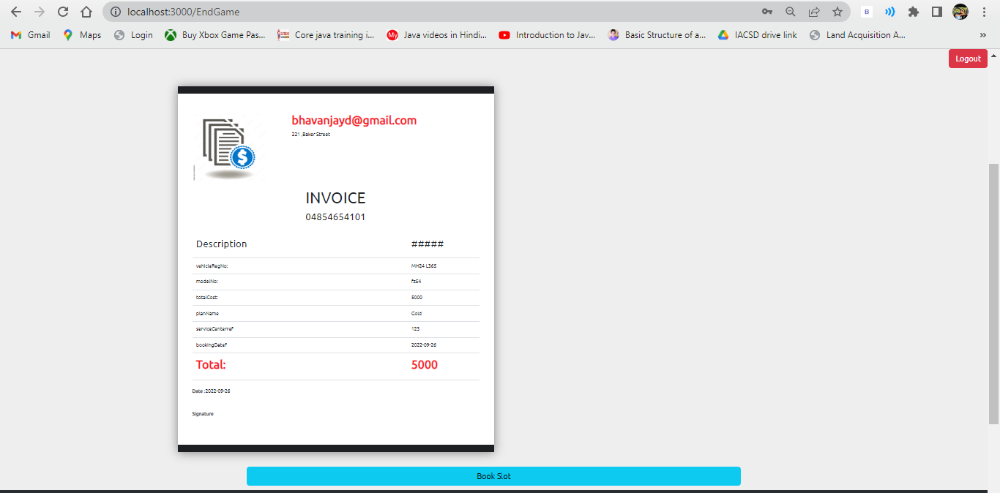 localhost:3000/EndGame
B
Gmail
Maps
Login
Buy Xbox Game Pas...
Core java training i...
My
Java videos in Hindi...
Introduction to Jav...
Basic Structure of a...
IACSD drive link
Land Acquisition A...
»
Logout
bhavanjayd@gmail.com
221 ,Baker Street
$
INVOICE
04854654101
Description #####
vehicleRegNo: MH24 L365
modelNo: fz54
totalCost: 5000
planName Gold
serviceCenterref 123
bookingDatef 2022-09-26
Total: 5000
Date :2022-09-26
Signature
Book Slot